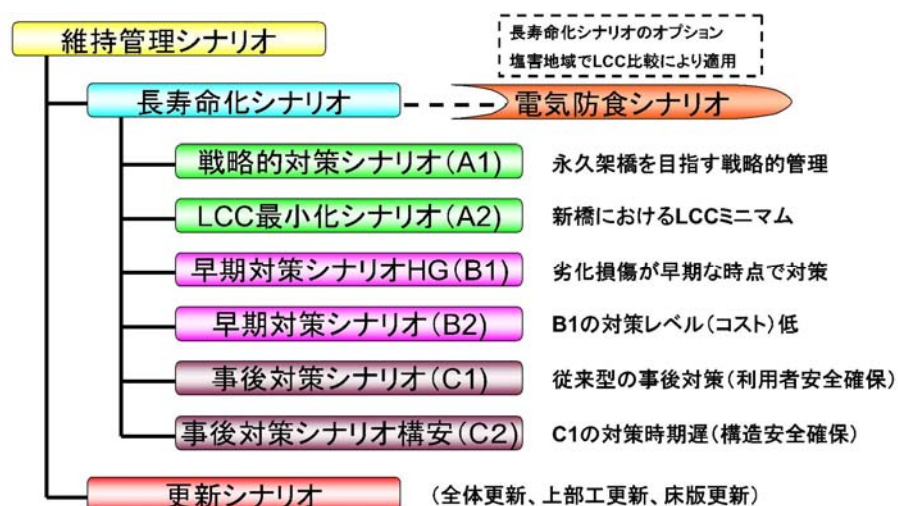 維持管理シナリオ
長寿命化シナリオのオプション
塩害地域でLCC比較により適用
長寿命化シナリオ
電気防食シナリオ
戦略的対策シナリオ(A1)
永久架橋を目指す戦略的管理
LCC最小化シナリオ(A2)
新橋におけるLCCミニマム
早期対策シナリオHG(B1)
劣化損傷が早期な時点で対策
早期対策シナリオ(B2)
B1の対策レベル(コスト)低
事後対策シナリオ(C1)
従来型の事後対策(利用者安全確保)
事後対策シナリオ構安(C2)
C1の対策時期遅(構造安全確保)
更新シナリオ
(全体更新、上部工更新、床版更新)